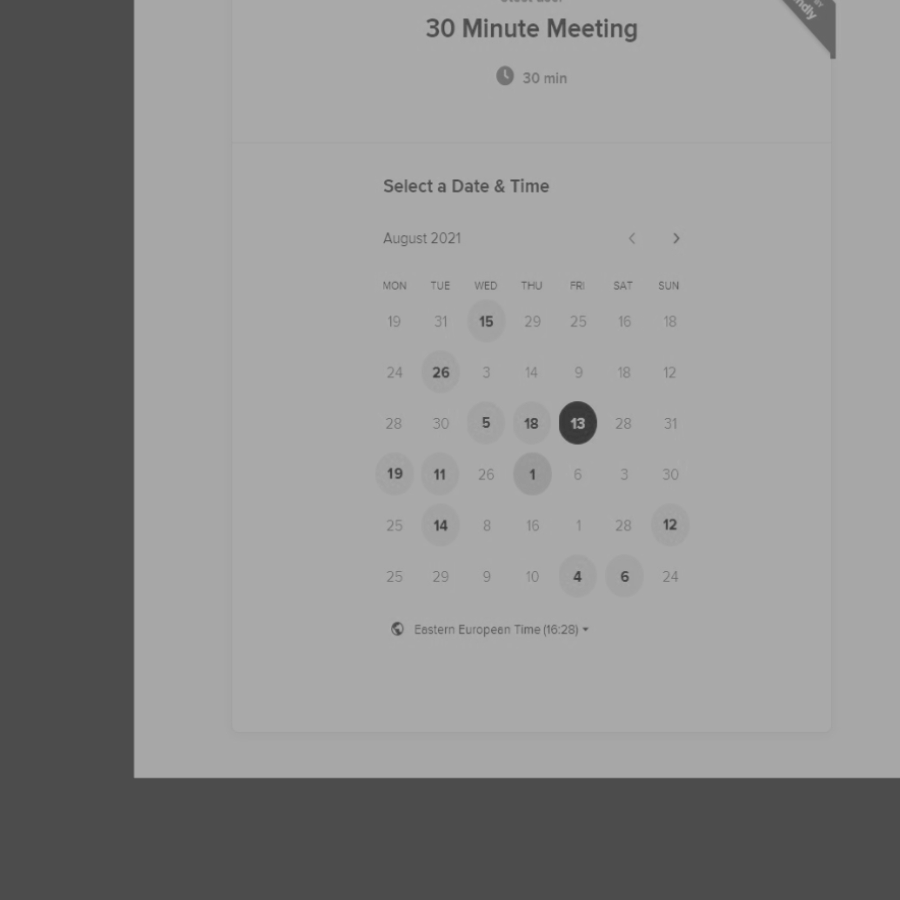 30 Minute Meeting
30 min
Select a Date & Time
August 2021
MON TUE WED THU FRI SAT SUN
19 31 15 29 25 16 18
24 26 3 14 9 18 12
28 30 5 18 13 28 31
19 11 26 1 6 3 30
25 14 8 16 1 28 12
25 29 9 10 4 6 24
Eastern European Time (16:28)